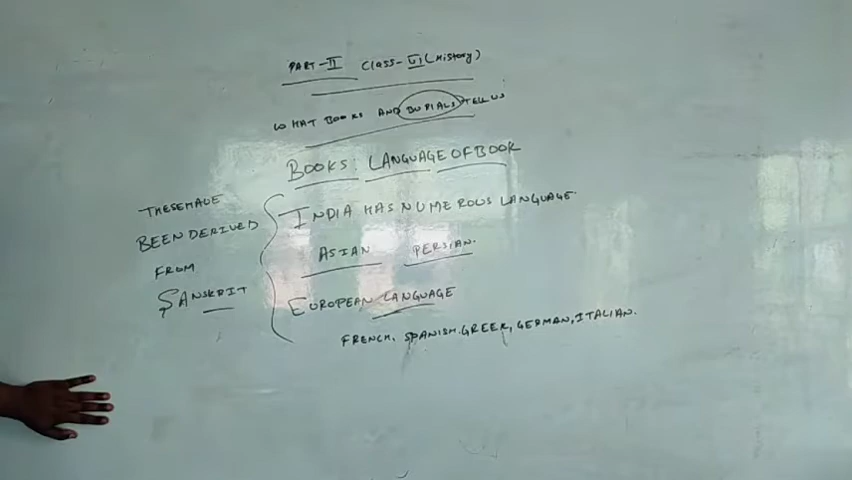 PART-II CLASS-VI (History)
WHAT BOOKS AND BURIALS TELL US
BOOKS: LANGUAGE OF BOOK
THESE HAVE
BEEN DERIVED
FROM
SANSKRIT
INDIA HAS NUMEROUS LANGUAGE
ASIAN PERSIAN.
EUROPEAN LANGUAGE
FRENCH, SPANISH. GREEK, GERMAN, ITALIAN.